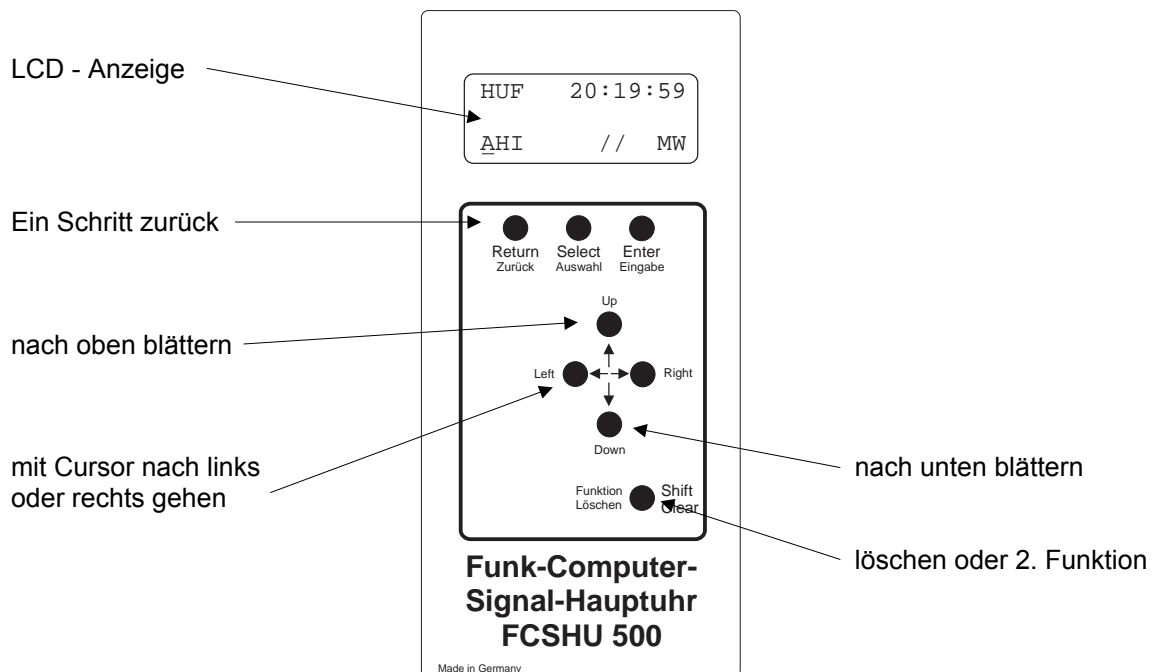 LCD - Anzeige
HUF 20:19:59
AHI // MW
Ein Schritt zurück
Return Select Enter
Zurück Auswahl Eingabe
Up
nach oben blättern
Left Right
Down
mit Cursor nach links
oder rechts gehen
nach unten blättern
Funktion Shift
Löschen Clear
löschen oder 2. Funktion
Funk-Computer-
Signal-Hauptuhr
FCSHU 500
Made in Germany